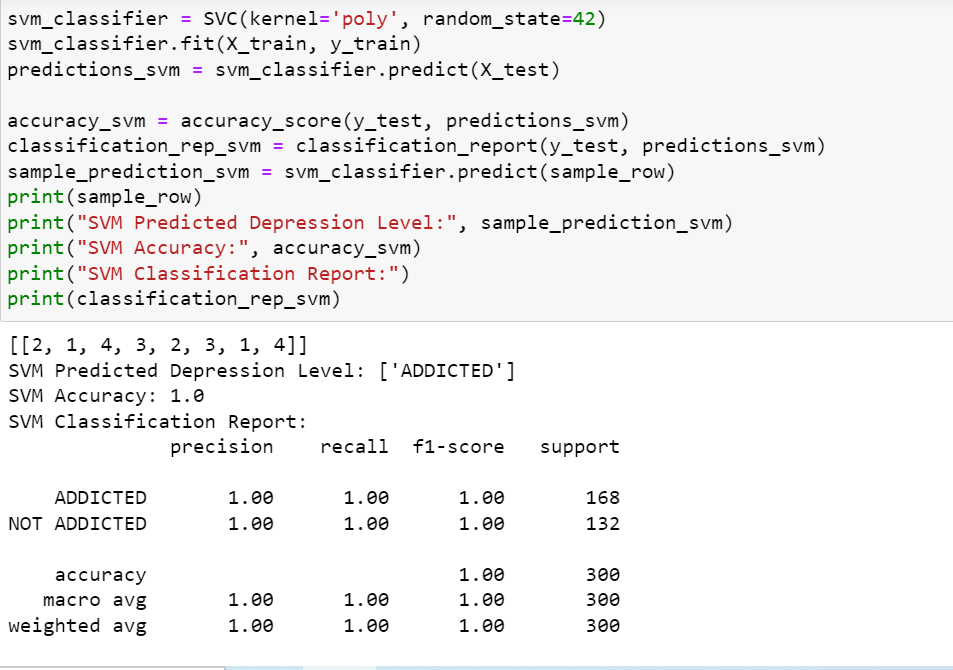 svm_classifier = SVC(kernel='poly', random_state=42)
svm_classifier.fit(X_train, y_train)
predictions_svm = svm_classifier.predict(X_test)
accuracy_svm = accuracy_score(y_test, predictions_svm)
classification_rep_svm = classification_report(y_test, predictions_svm)
sample_prediction_svm = svm_classifier.predict(sample_row)
print(sample_row)
print("SVM Predicted Depression Level:", sample_prediction_svm)
print("SVM Accuracy:", accuracy_svm)
print("SVM Classification Report:")
print(classification_rep_svm)
[[2, 1, 4, 3, 2, 3, 1, 4]]
SVM Predicted Depression Level: ['ADDICTED']
SVM Accuracy: 1.0
SVM Classification Report:
              precision    recall  f1-score   support
    ADDICTED       1.00      1.00      1.00       168
NOT ADDICTED       1.00      1.00      1.00       132
    accuracy                           1.00       300
   macro avg       1.00      1.00      1.00       300
weighted avg       1.00      1.00      1.00       300